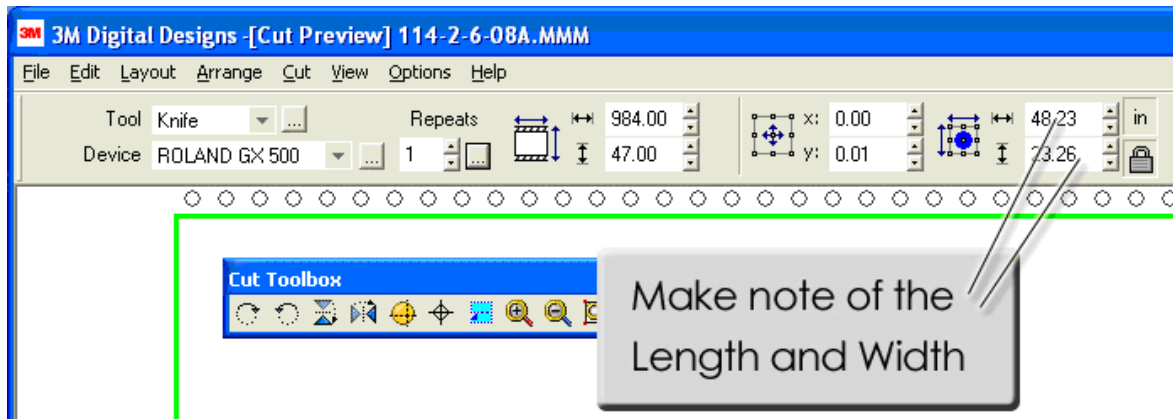 3M 3M Digital Designs -[Cut Preview] 114-2-6-08A.MMM
File Edit Layout Arrange Cut View Options Help
Tool Knife ... Repeats 984.00 x: 0.00 48.23 in
Device ROLAND GX 500 ... 1 ... 47.00 y: 0.01 23.26
Cut Toolbox
Make note of the
Length and Width